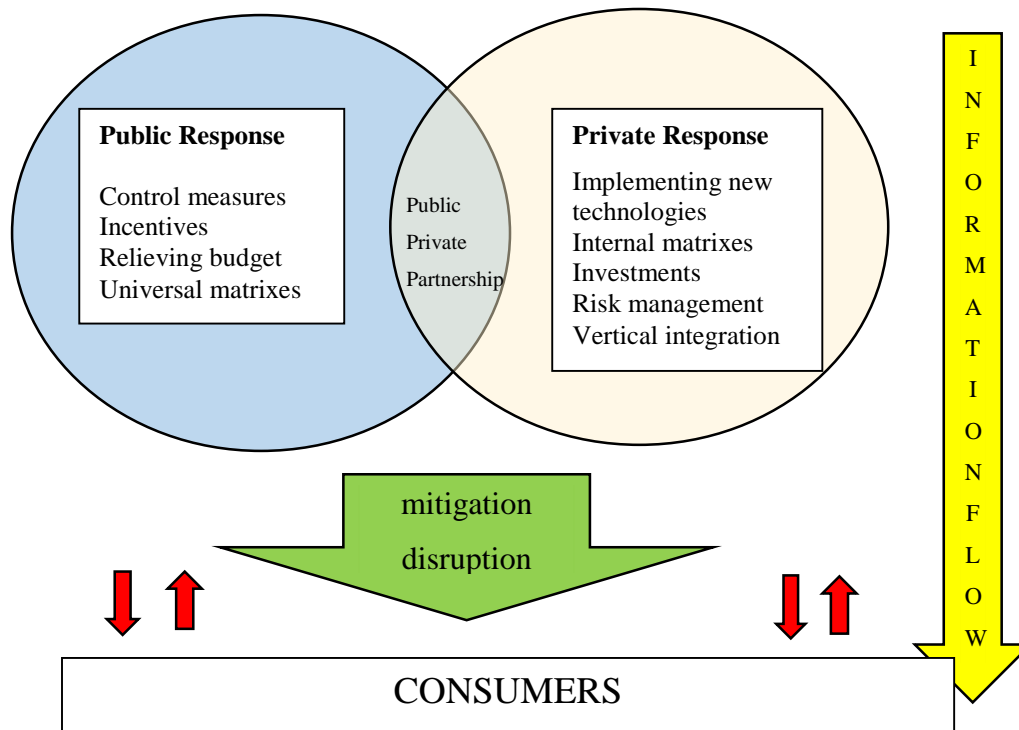 Public Response
Control measures
Incentives
Relieving budget
Universal matrixes
Public
Private
Partnership
Private Response
Implementing new
technologies
Internal matrixes
Investments
Risk management
Vertical integration
I
N
F
O
R
M
A
T
I
O
N
F
L
O
W
mitigation
disruption
CONSUMERS